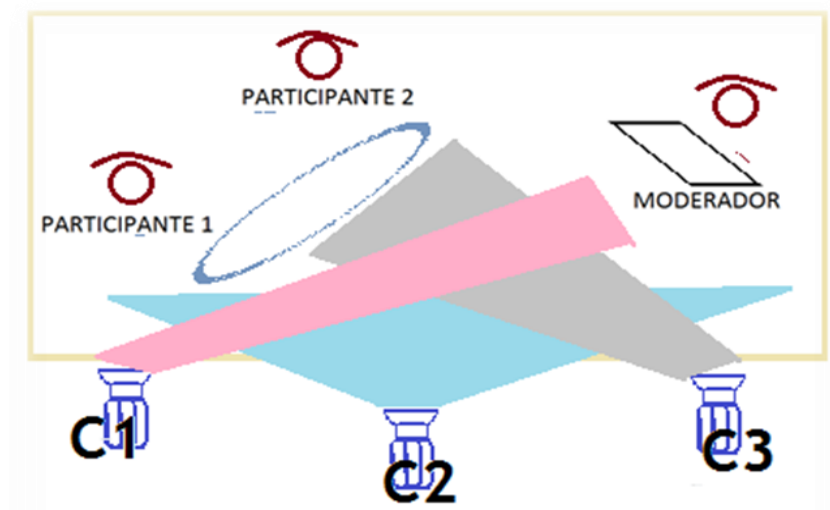 PARTICIPANTE 2
PARTICIPANTE 1
MODERADOR
C1
C2
C3